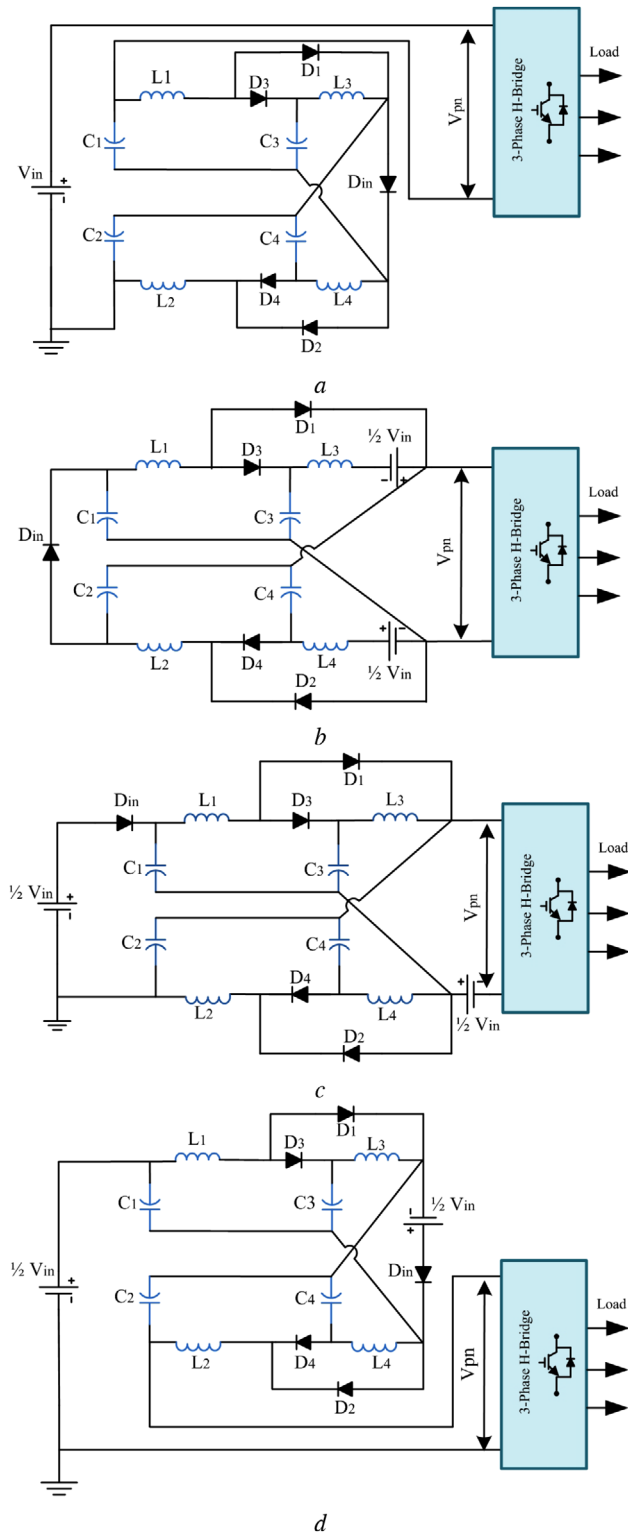 D1
L1
D3
L3
Load
C1
C3
Vpn
3-Phase H-Bridge
Vin
+
-
Din
C2
C4
L2
D4
L4
D2
a
D1
½ Vin
L1
D3
L3
- +
Load
C1
C3
Din
Vpn
3-Phase H-Bridge
C2
C4
+ -
L2
D4
L4
½ Vin
D2
b
D1
Din
L1
D3
L3
C1
C3
Load
½ Vin
+
-
Vpn
3-Phase H-Bridge
C2
C4
D4
+ -
L2
L4
½ Vin
D2
c
D1
L1
D3
L3
C1
C3
-
+
½ Vin
½ Vin
+
-
Din
C2
C4
Load
L2
D4
L4
Vpn
3-Phase H-Bridge
D2
d